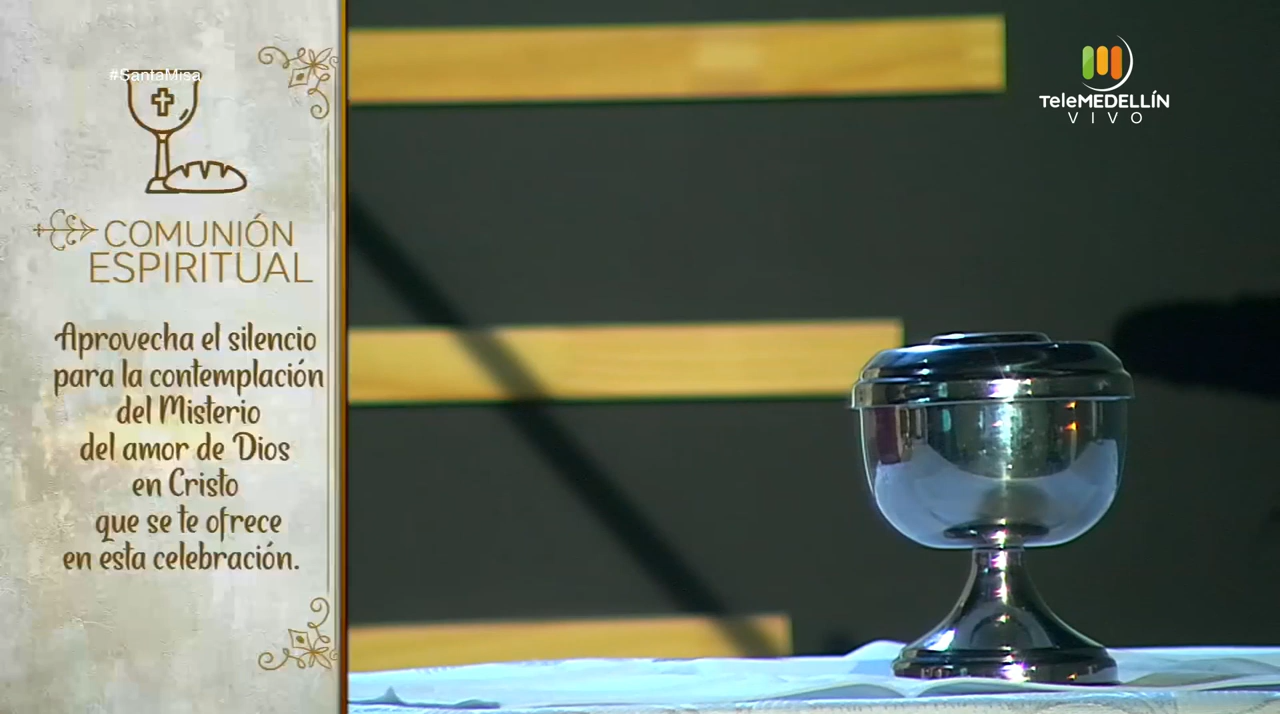 #SantaMisa
COMUNIÓN
ESPIRITUAL
Aprovecha el silencio
para la contemplación
del Misterio
del amor de Dios
en Cristo
que se te ofrece
en esta celebración.
TeleMEDELLÍN
VIVO